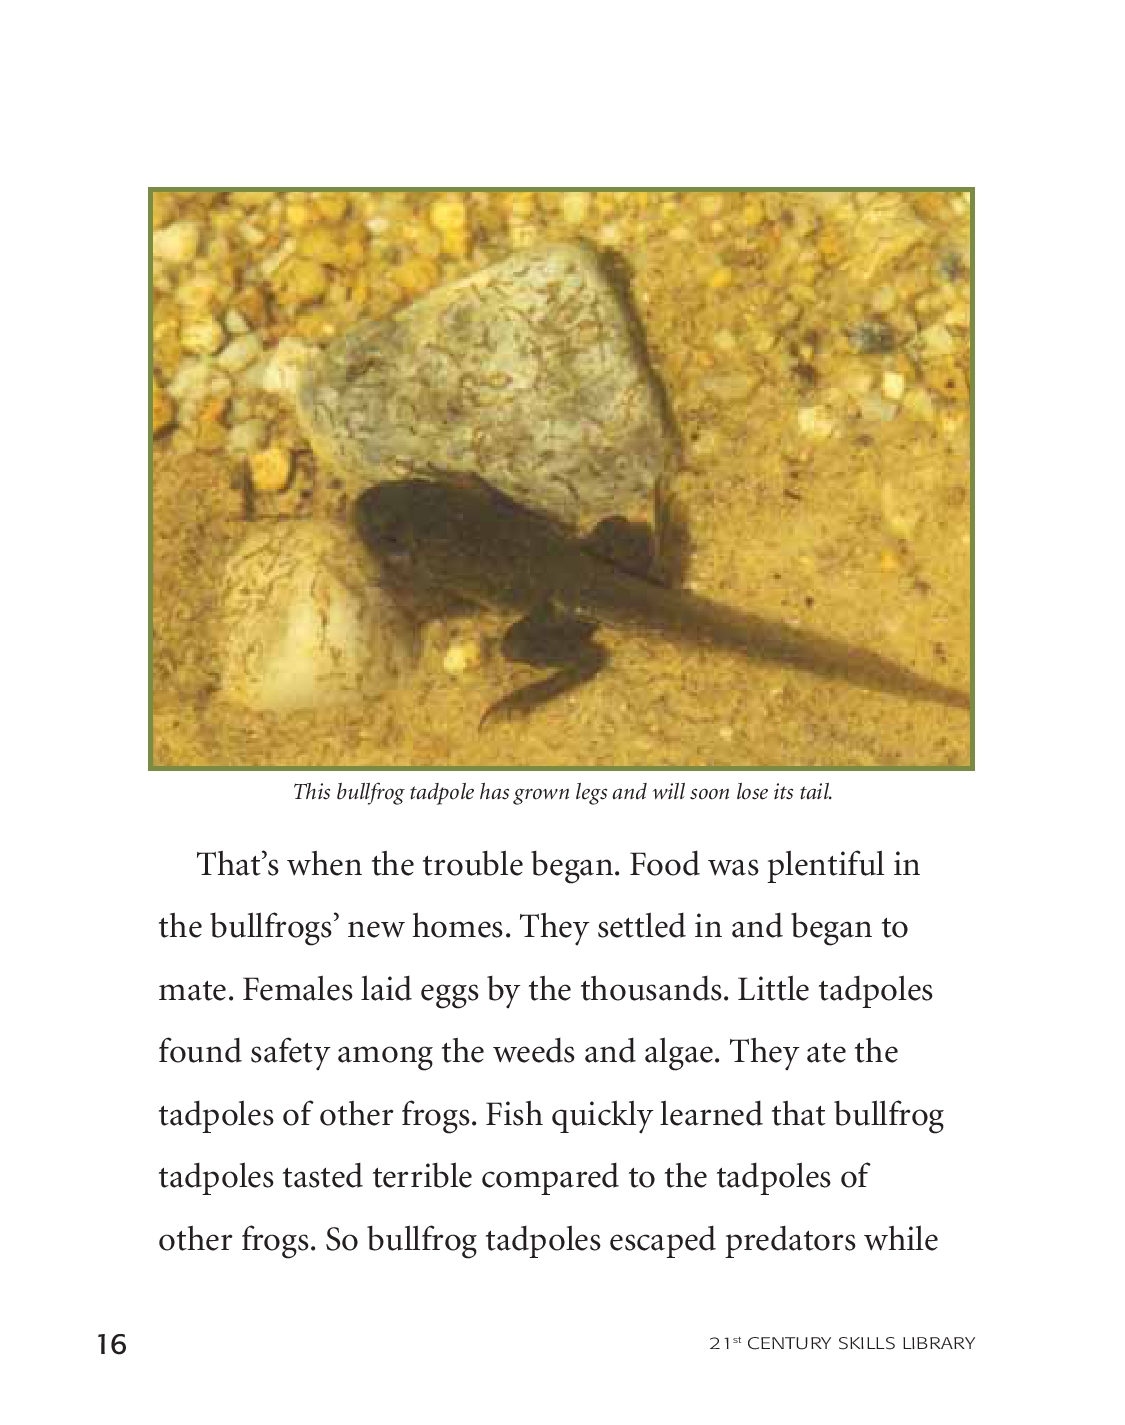 This bullfrog tadpole has grown legs and will soon lose its tail.
That’s when the trouble began. Food was plentiful in
the bullfrogs’ new homes. They settled in and began to
mate. Females laid eggs by the thousands. Little tadpoles
found safety among the weeds and algae. They ate the
tadpoles of other frogs. Fish quickly learned that bullfrog
tadpoles tasted terrible compared to the tadpoles of
other frogs. So bullfrog tadpoles escaped predators while
16
21st CENTURY SKILLS LIBRARY